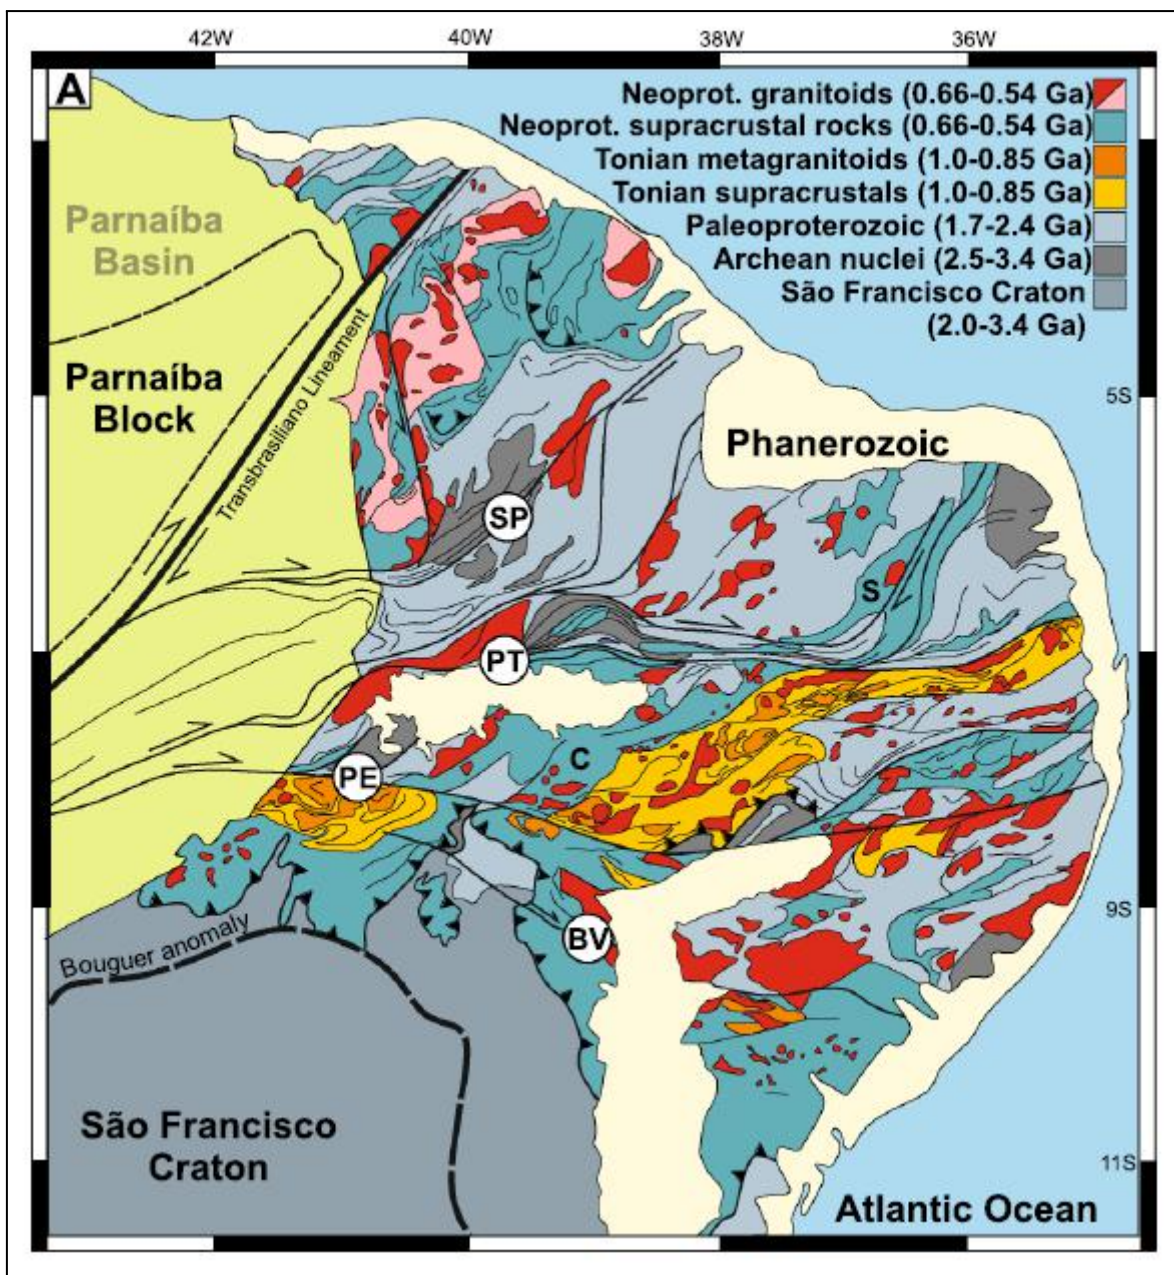 42W 40W 38W 36W
A
Neoprot. granitoids (0.66-0.54 Ga)
Neoprot. supracrustal rocks (0.66-0.54 Ga)
Tonian metagranitoids (1.0-0.85 Ga)
Tonian supracrustals (1.0-0.85 Ga)
Paleoproterozoic (1.7-2.4 Ga)
Archean nuclei (2.5-3.4 Ga)
São Francisco Craton
(2.0-3.4 Ga)
Parnaíba
Basin
Parnaíba
Block
Transbrasiliano Lineament
5S
Phanerozoic
SP
S
PT
C
PE
9S
BV
Bouguer anomaly
São Francisco
Craton
11S
Atlantic Ocean